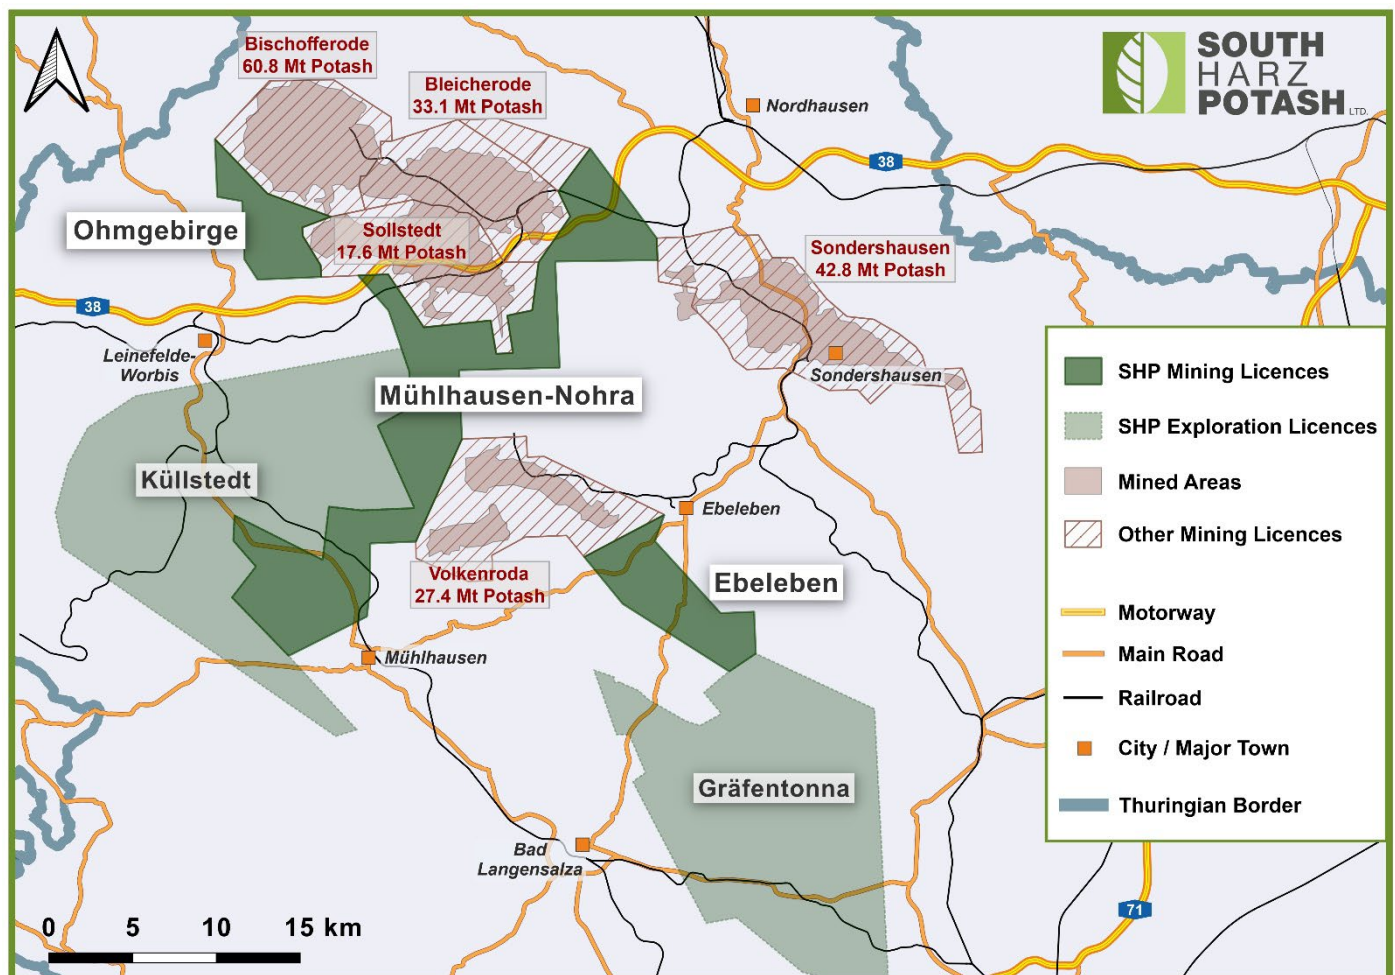 Bischofferode
60.8 Mt Potash
Bleicherode
33.1 Mt Potash
SOUTH
HARZ
POTASH LTD.
Nordhausen
38
Ohmgebirge
Sollstedt
17.6 Mt Potash
Sondershausen
42.8 Mt Potash
38
Leinefelde-
Worbis
Sondershausen
Mühlhausen-Nohra
Küllstedt
Ebeleben
Volkenroda
27.4 Mt Potash
Ebeleben
Mühlhausen
Gräfentonna
Bad
Langensalza
71
SHP Mining Licences
SHP Exploration Licences
Mined Areas
Other Mining Licences
Motorway
Main Road
Railroad
City / Major Town
Thuringian Border
0 5 10 15 km